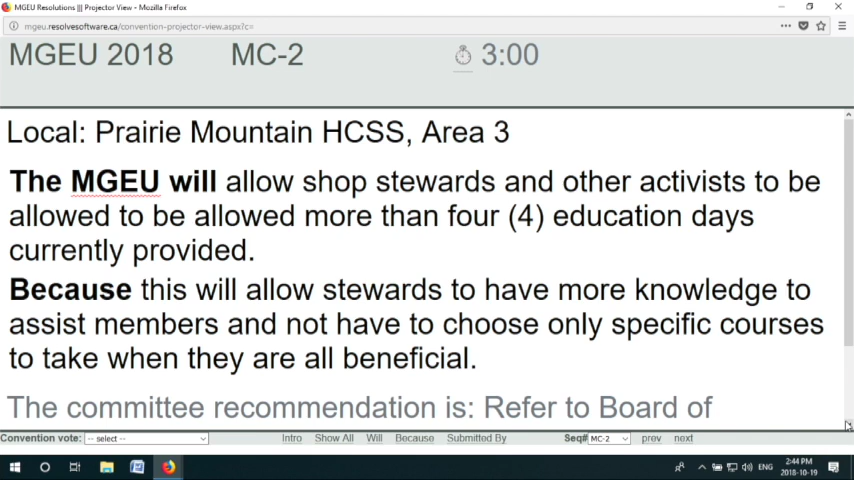 MGEU Resolutions || Projector View - Mozilla Firefox
mgeu.resolvesoftware.ca/convention-projector-view.aspx?c=
MGEU 2018 MC-2 3:00
Local: Prairie Mountain HCSS, Area 3
The MGEU will allow shop stewards and other activists to be
allowed to be allowed more than four (4) education days
currently provided.
Because this will allow stewards to have more knowledge to
assist members and not have to choose only specific courses
to take when they are all beneficial.
The committee recommendation is: Refer to Board of
Convention vote: -- select -- Intro Show All Will Because Submitted By Seq# MC-2 prev next
ENG 2:44 PM
2018-10-19